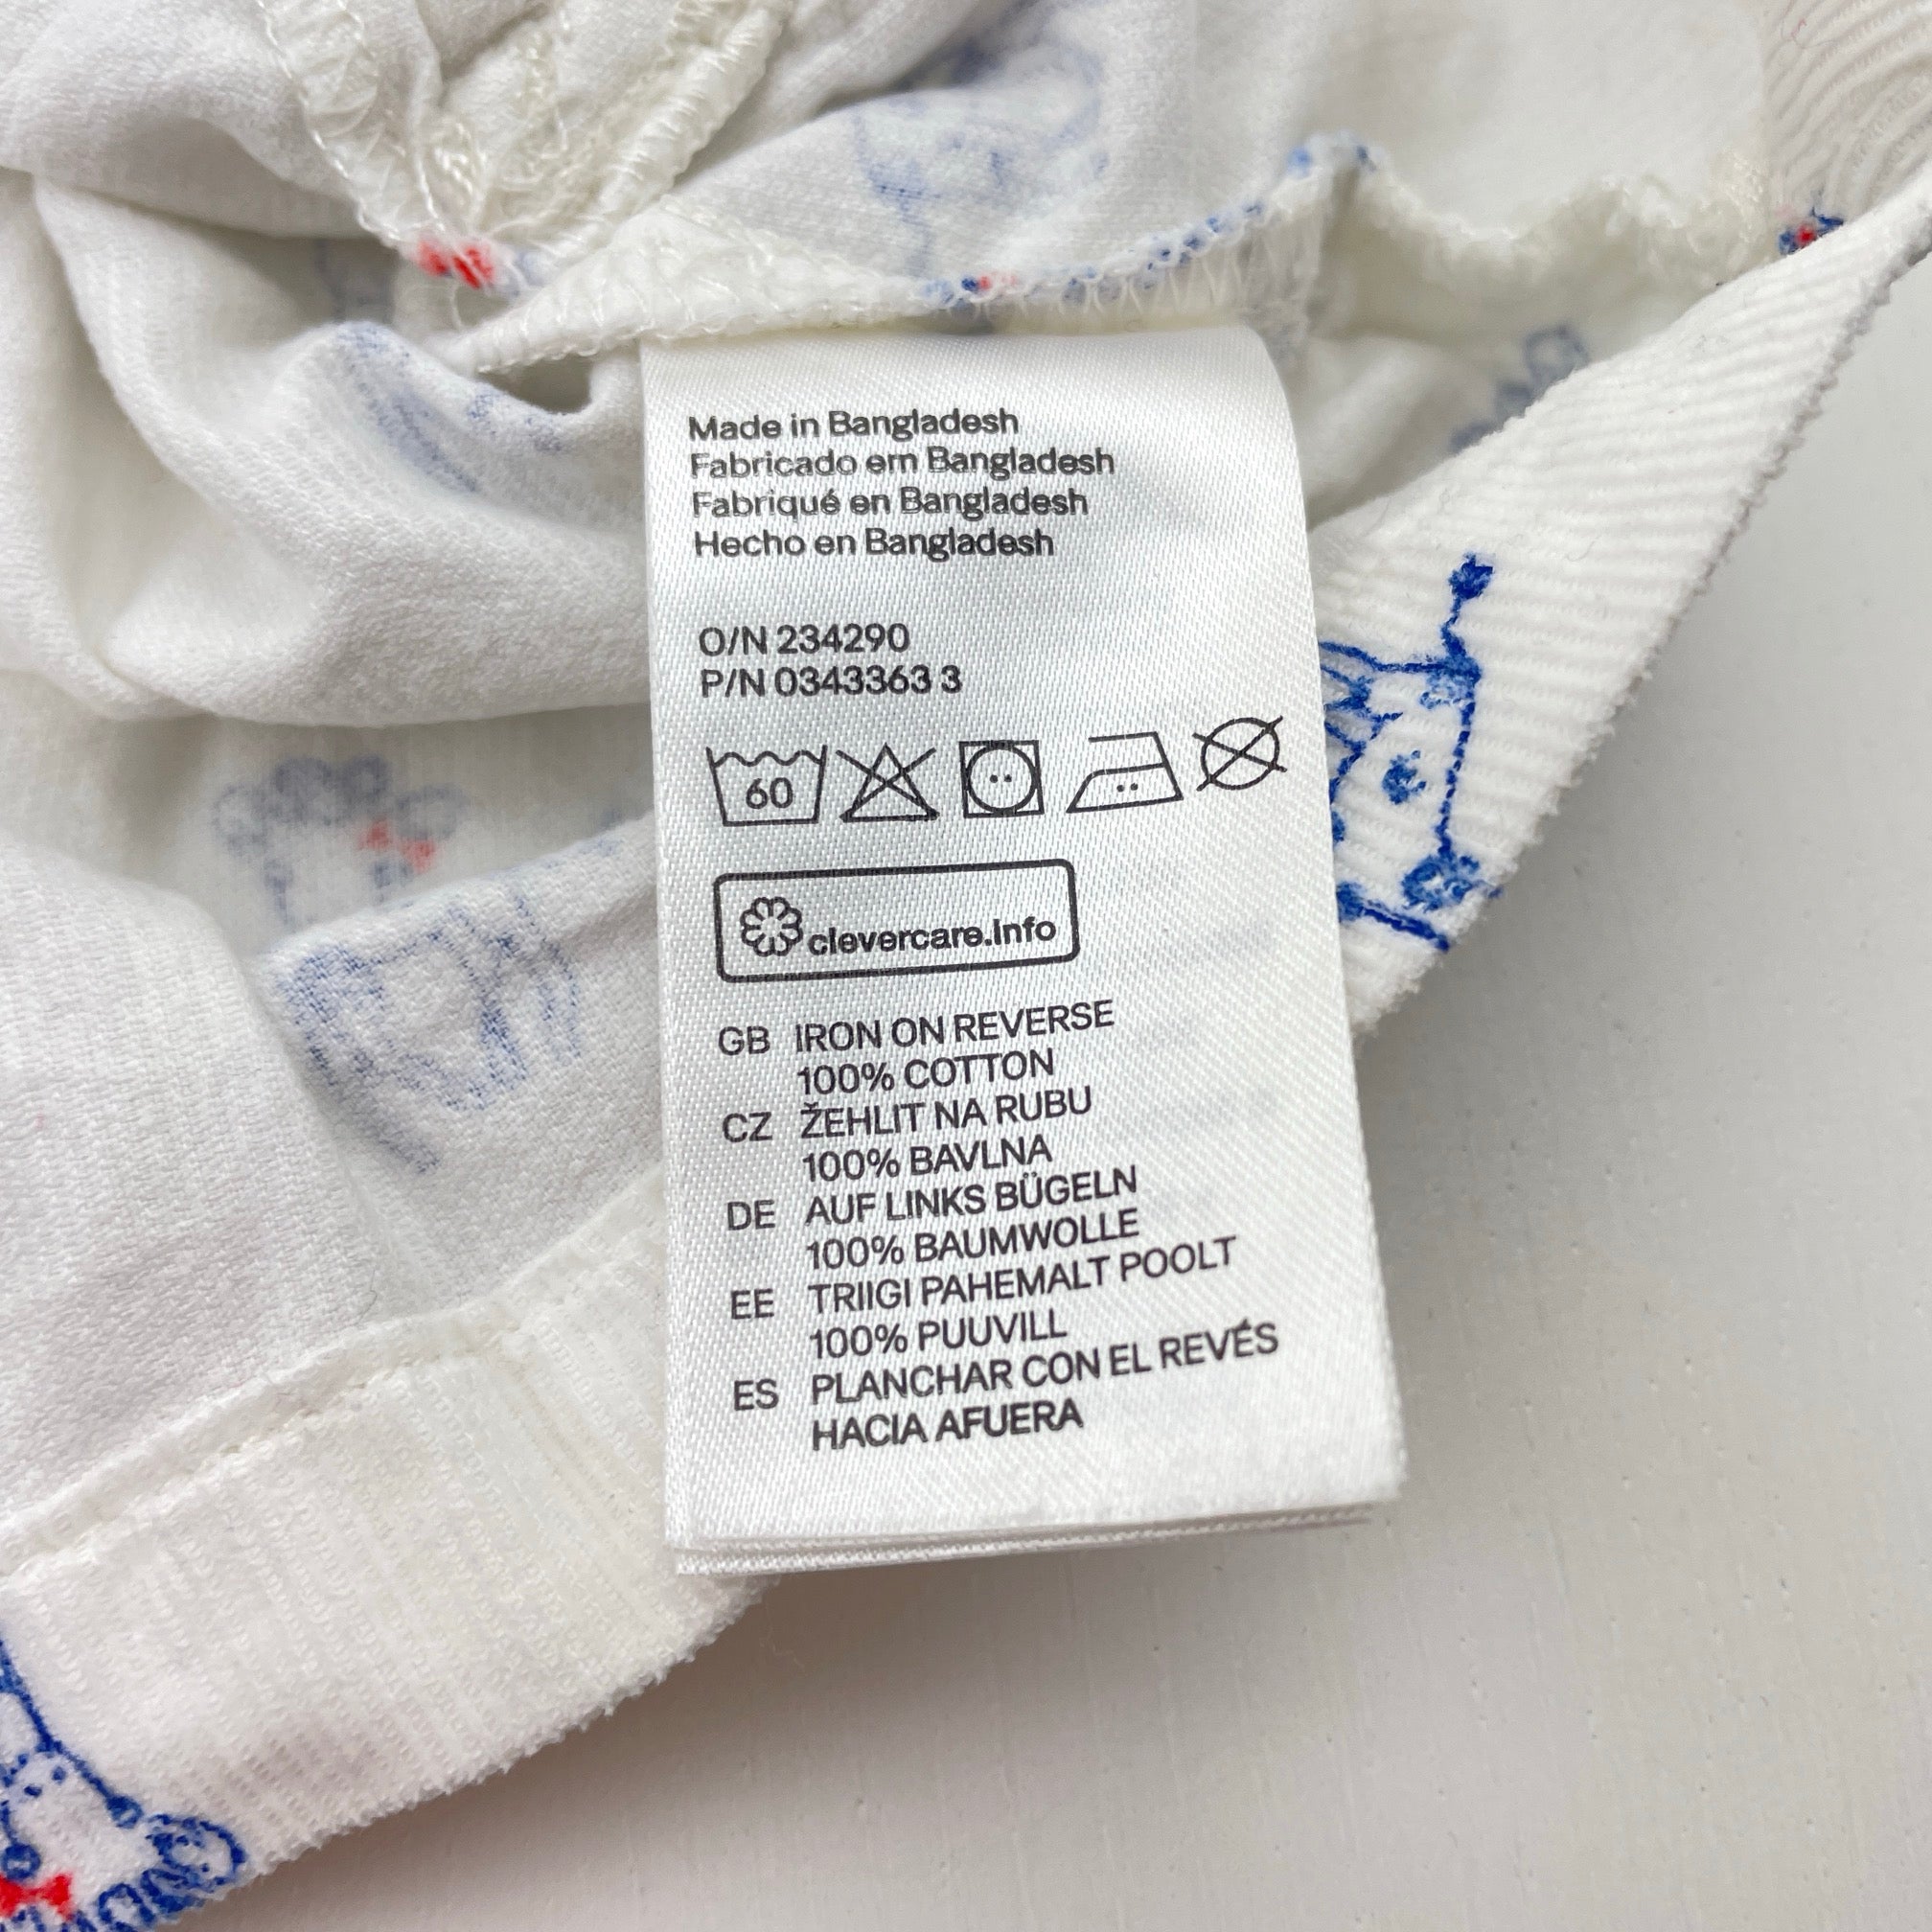 Made in Bangladesh
Fabricado em Bangladesh
Fabriqué en Bangladesh
Hecho en Bangladesh
O/N 234290
P/N 0343363 3
60
clevercare.info
GB IRON ON REVERSE
100% COTTON
CZ ŽEHLIT NA RUBU
100% BAVLNA
DE AUF LINKS BÜGELN
100% BAUMWOLLE
EE TRIIGI PAHEMALT POOLT
100% PUUVILL
ES PLANCHAR CON EL REVÉS
HACIA AFUERA